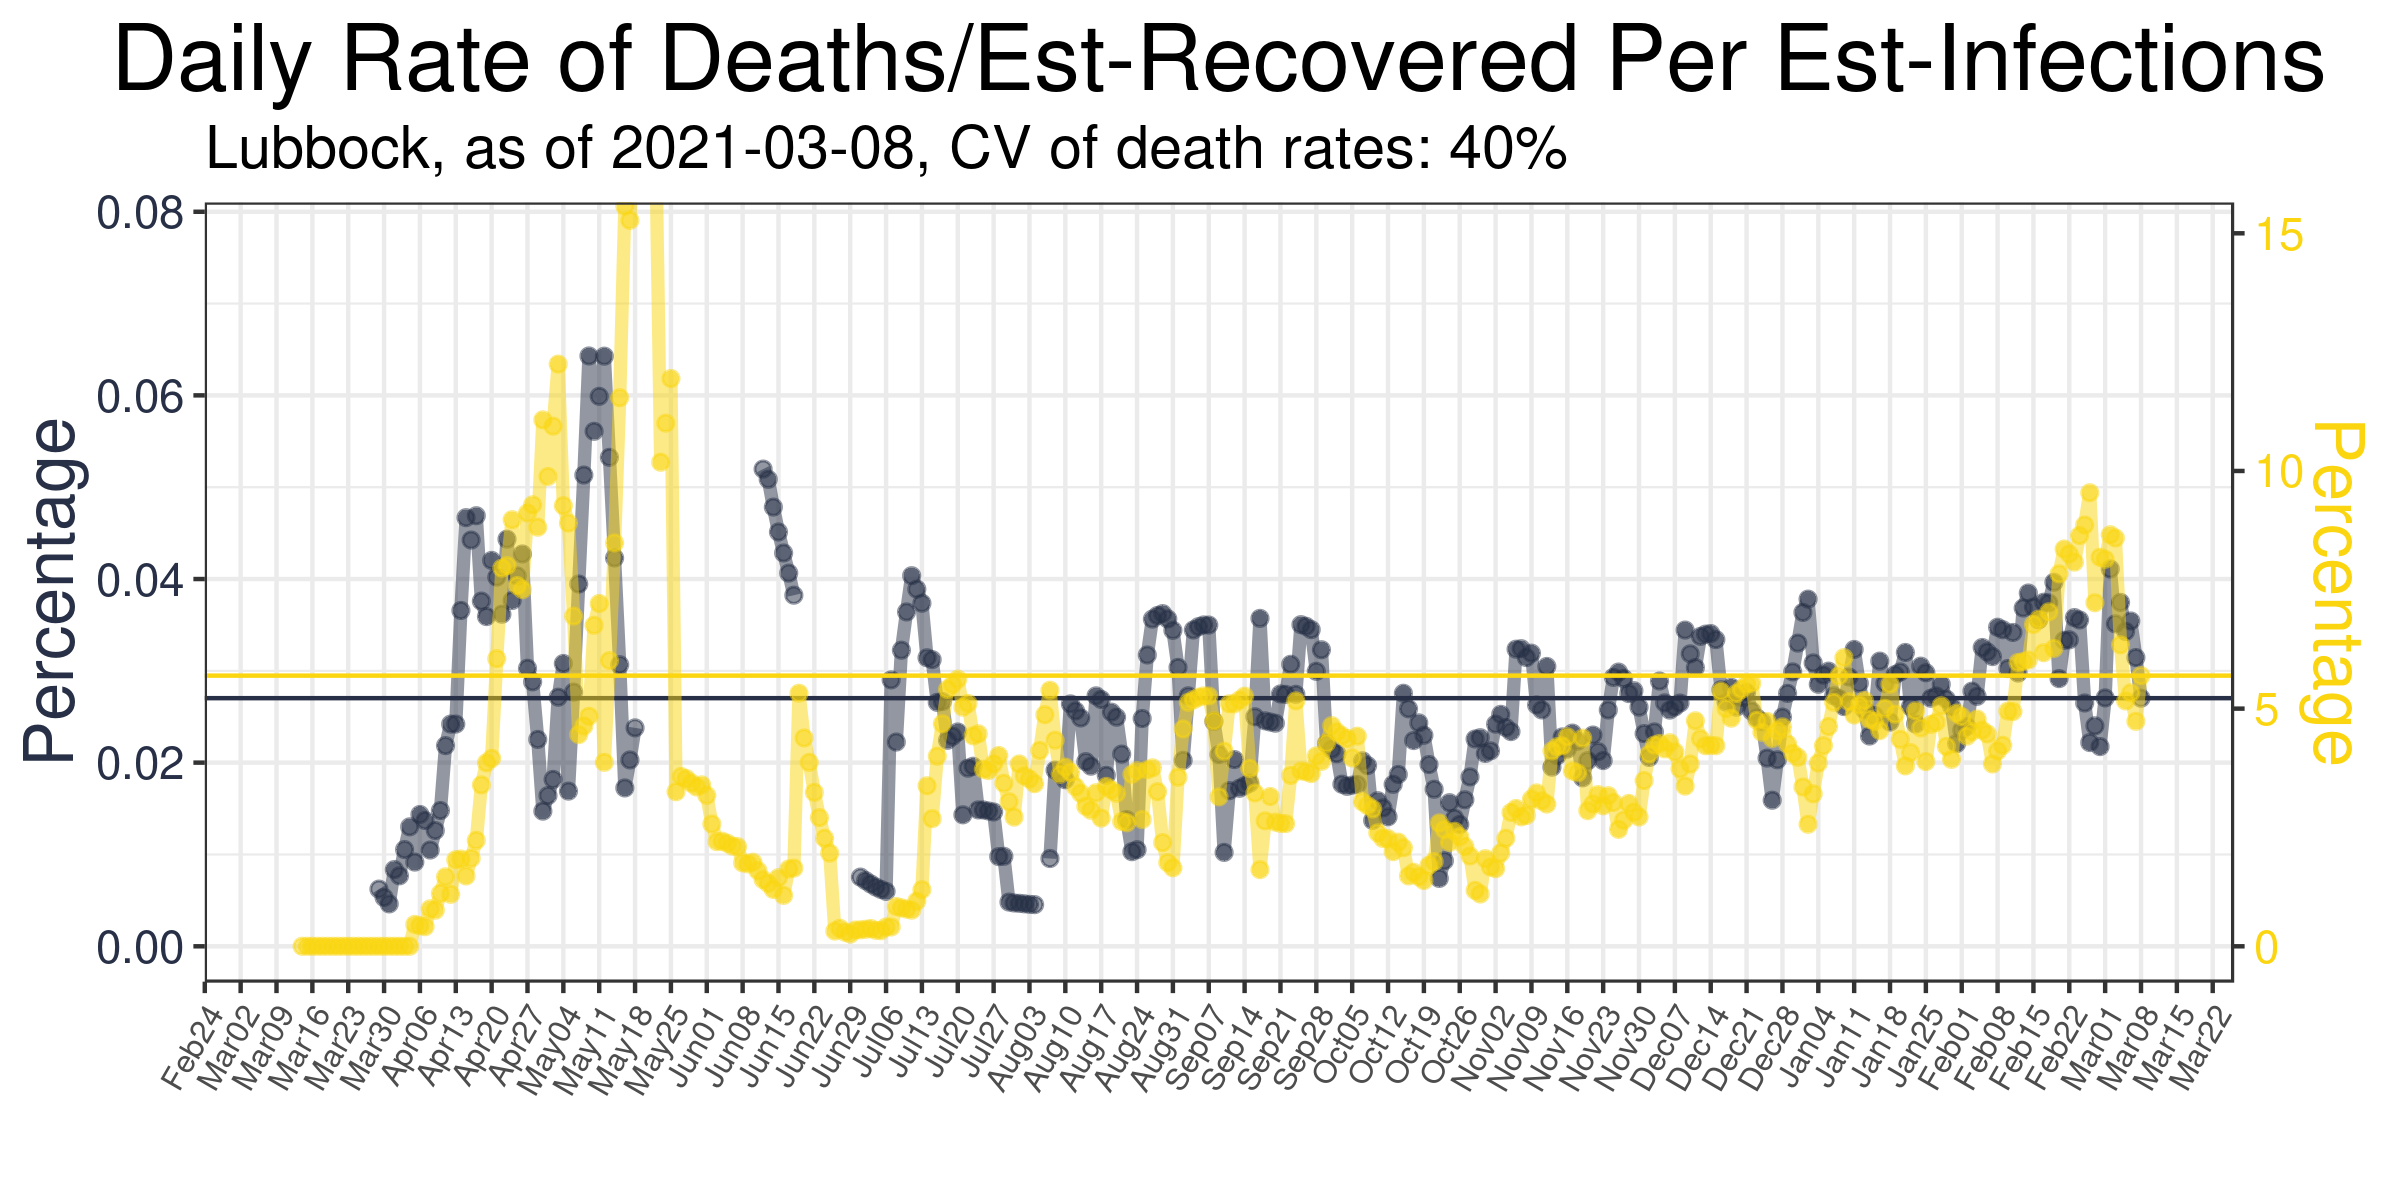 Daily Rate of Deaths/Est-Recovered Per Est-Infections
Lubbock, as of 2021-03-08, CV of death rates: 40%
Percentage
0.08
0.06
0.04
0.02
0.00
15
10
5
0
Percentage
Feb24
Mar02
Mar09
Mar16
Mar23
Mar30
Apr06
Apr13
Apr20
Apr27
May04
May11
May18
May25
Jun01
Jun08
Jun15
Jun22
Jun29
Jul06
Jul13
Jul20
Jul27
Aug03
Aug10
Aug17
Aug24
Aug31
Sep07
Sep14
Sep21
Sep28
Oct05
Oct12
Oct19
Oct26
Nov02
Nov09
Nov16
Nov23
Nov30
Dec07
Dec14
Dec21
Dec28
Jan04
Jan11
Jan18
Jan25
Feb01
Feb08
Feb15
Feb22
Mar01
Mar08
Mar15
Mar22